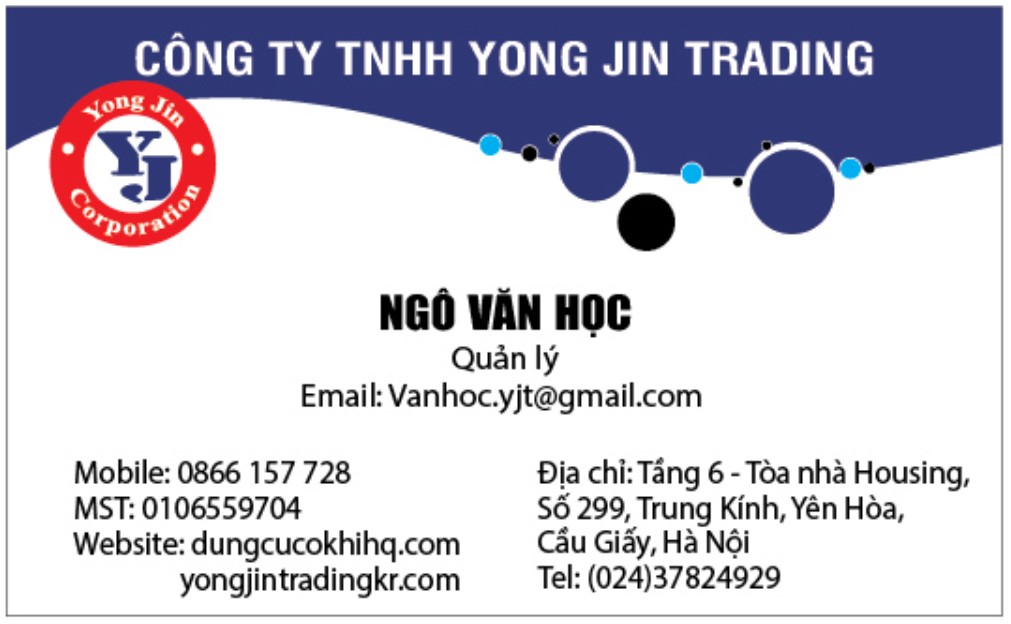 CÔNG TY TNHH YONG JIN TRADING
Yong Jin
YJ
Corporation
NGÔ VĂN HỌC
Quản lý
Email: Vanhoc.yjt@gmail.com
Mobile: 0866 157 728
MST: 0106559704
Website: dungcucokhihq.com
yongjintradingkr.com
Địa chỉ: Tầng 6 - Tòa nhà Housing,
Số 299, Trung Kính, Yên Hòa,
Cầu Giấy, Hà Nội
Tel: (024)37824929